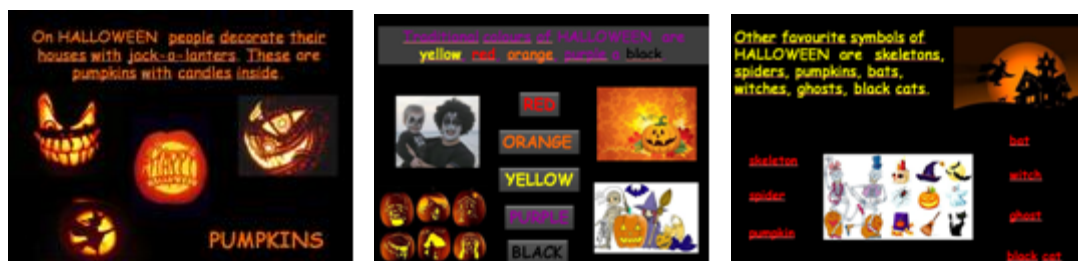 On HALLOWEEN people decorate their
houses with jack-o-lanters. These are
pumpkins with candles inside.
PUMPKINS
Traditional colours of HALLOWEEN are
yellow red orange purple & black
RED
ORANGE
YELLOW
PURPLE
BLACK
Other favourite symbols of
HALLOWEEN are skeletons,
spiders, pumpkins, bats,
witches, ghosts, black cats.
skeleton
spider
pumpkin
bat
witch
ghost
black cat